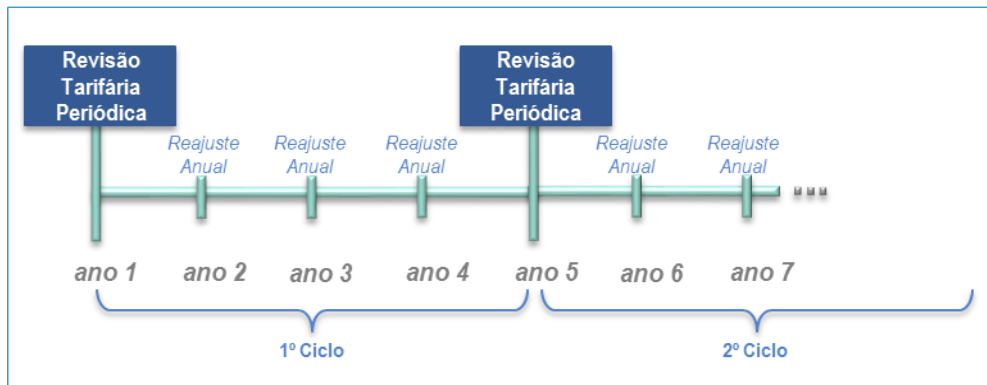 Revisão
Tarifária
Periódica
Revisão
Tarifária
Periódica
Reajuste
Anual
Reajuste
Anual
Reajuste
Anual
Reajuste
Anual
Reajuste
Anual
ano 1
ano 2
ano 3
ano 4
ano 5
ano 6
ano 7
1º Ciclo
2º Ciclo